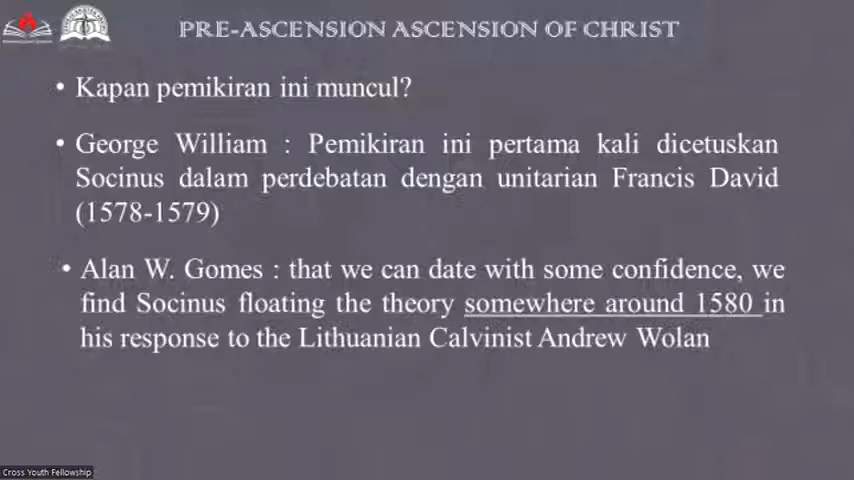 PRE-ASCENSION ASCENSION OF CHRIST
• Kapan pemikiran ini muncul?
• George William : Pemikiran ini pertama kali dicetuskan
Socinus dalam perdebatan dengan unitarian Francis David
(1578-1579)
• Alan W. Gomes : that we can date with some confidence, we
find Socinus floating the theory somewhere around 1580 in
his response to the Lithuanian Calvinist Andrew Wolan
Cross Youth Fellowship